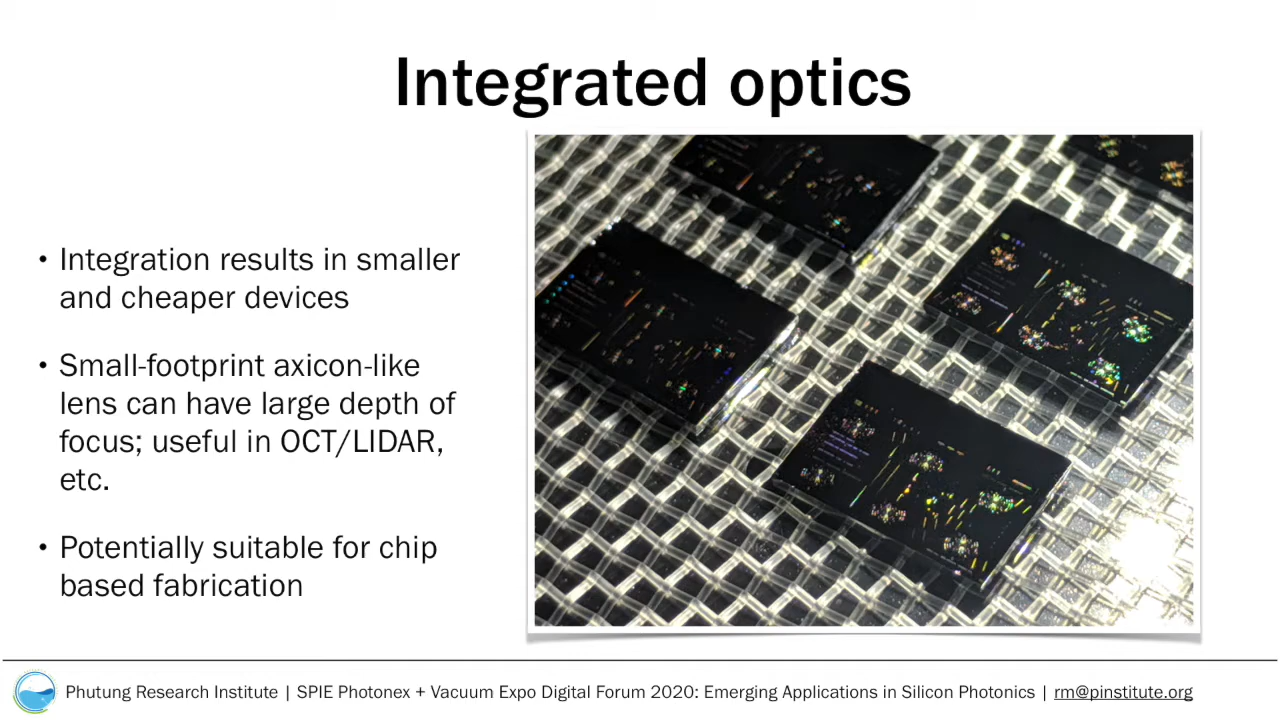 Integrated optics
• Integration results in smaller
and cheaper devices
• Small-footprint axicon-like
lens can have large depth of
focus; useful in OCT/LIDAR,
etc.
• Potentially suitable for chip
based fabrication
Phutung Research Institute | SPIE Photonex + Vacuum Expo Digital Forum 2020: Emerging Applications in Silicon Photonics | rm@pinstitute.org